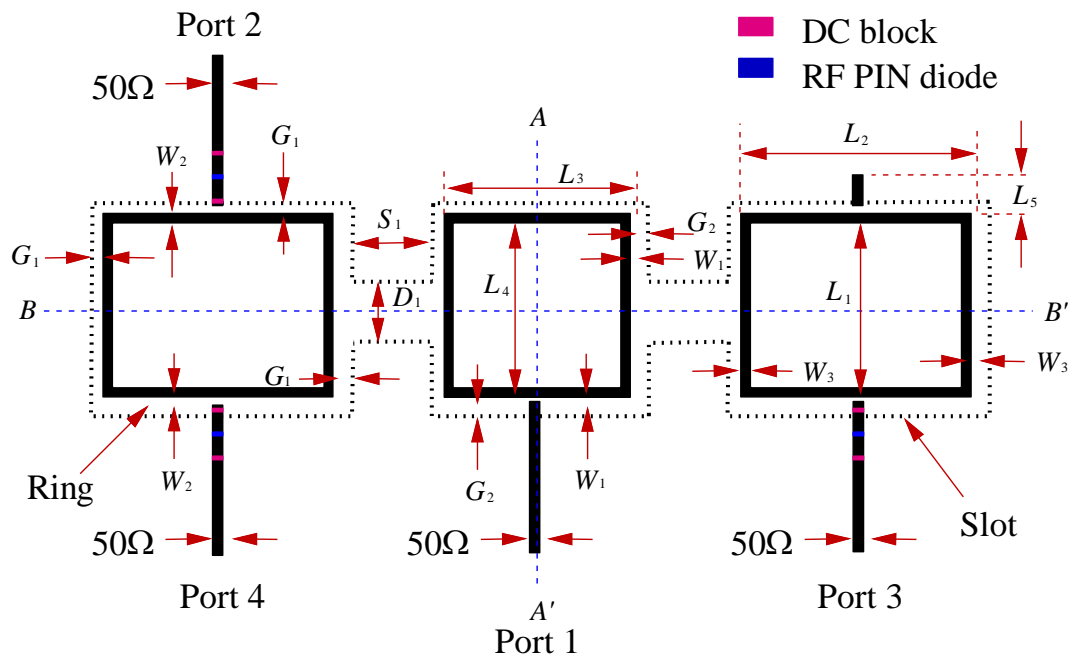 Port 2
DC block
RF PIN diode
50Ω
G₁
A
L₂
W₂
L₃
L₅
S₁
G₂
G₁
W₁
L₄
L₁
B
D₁
B′
W₃
G₁
W₃
W₂
G₂
W₁
Ring
Slot
50Ω
50Ω
50Ω
Port 4
A′
Port 3
Port 1